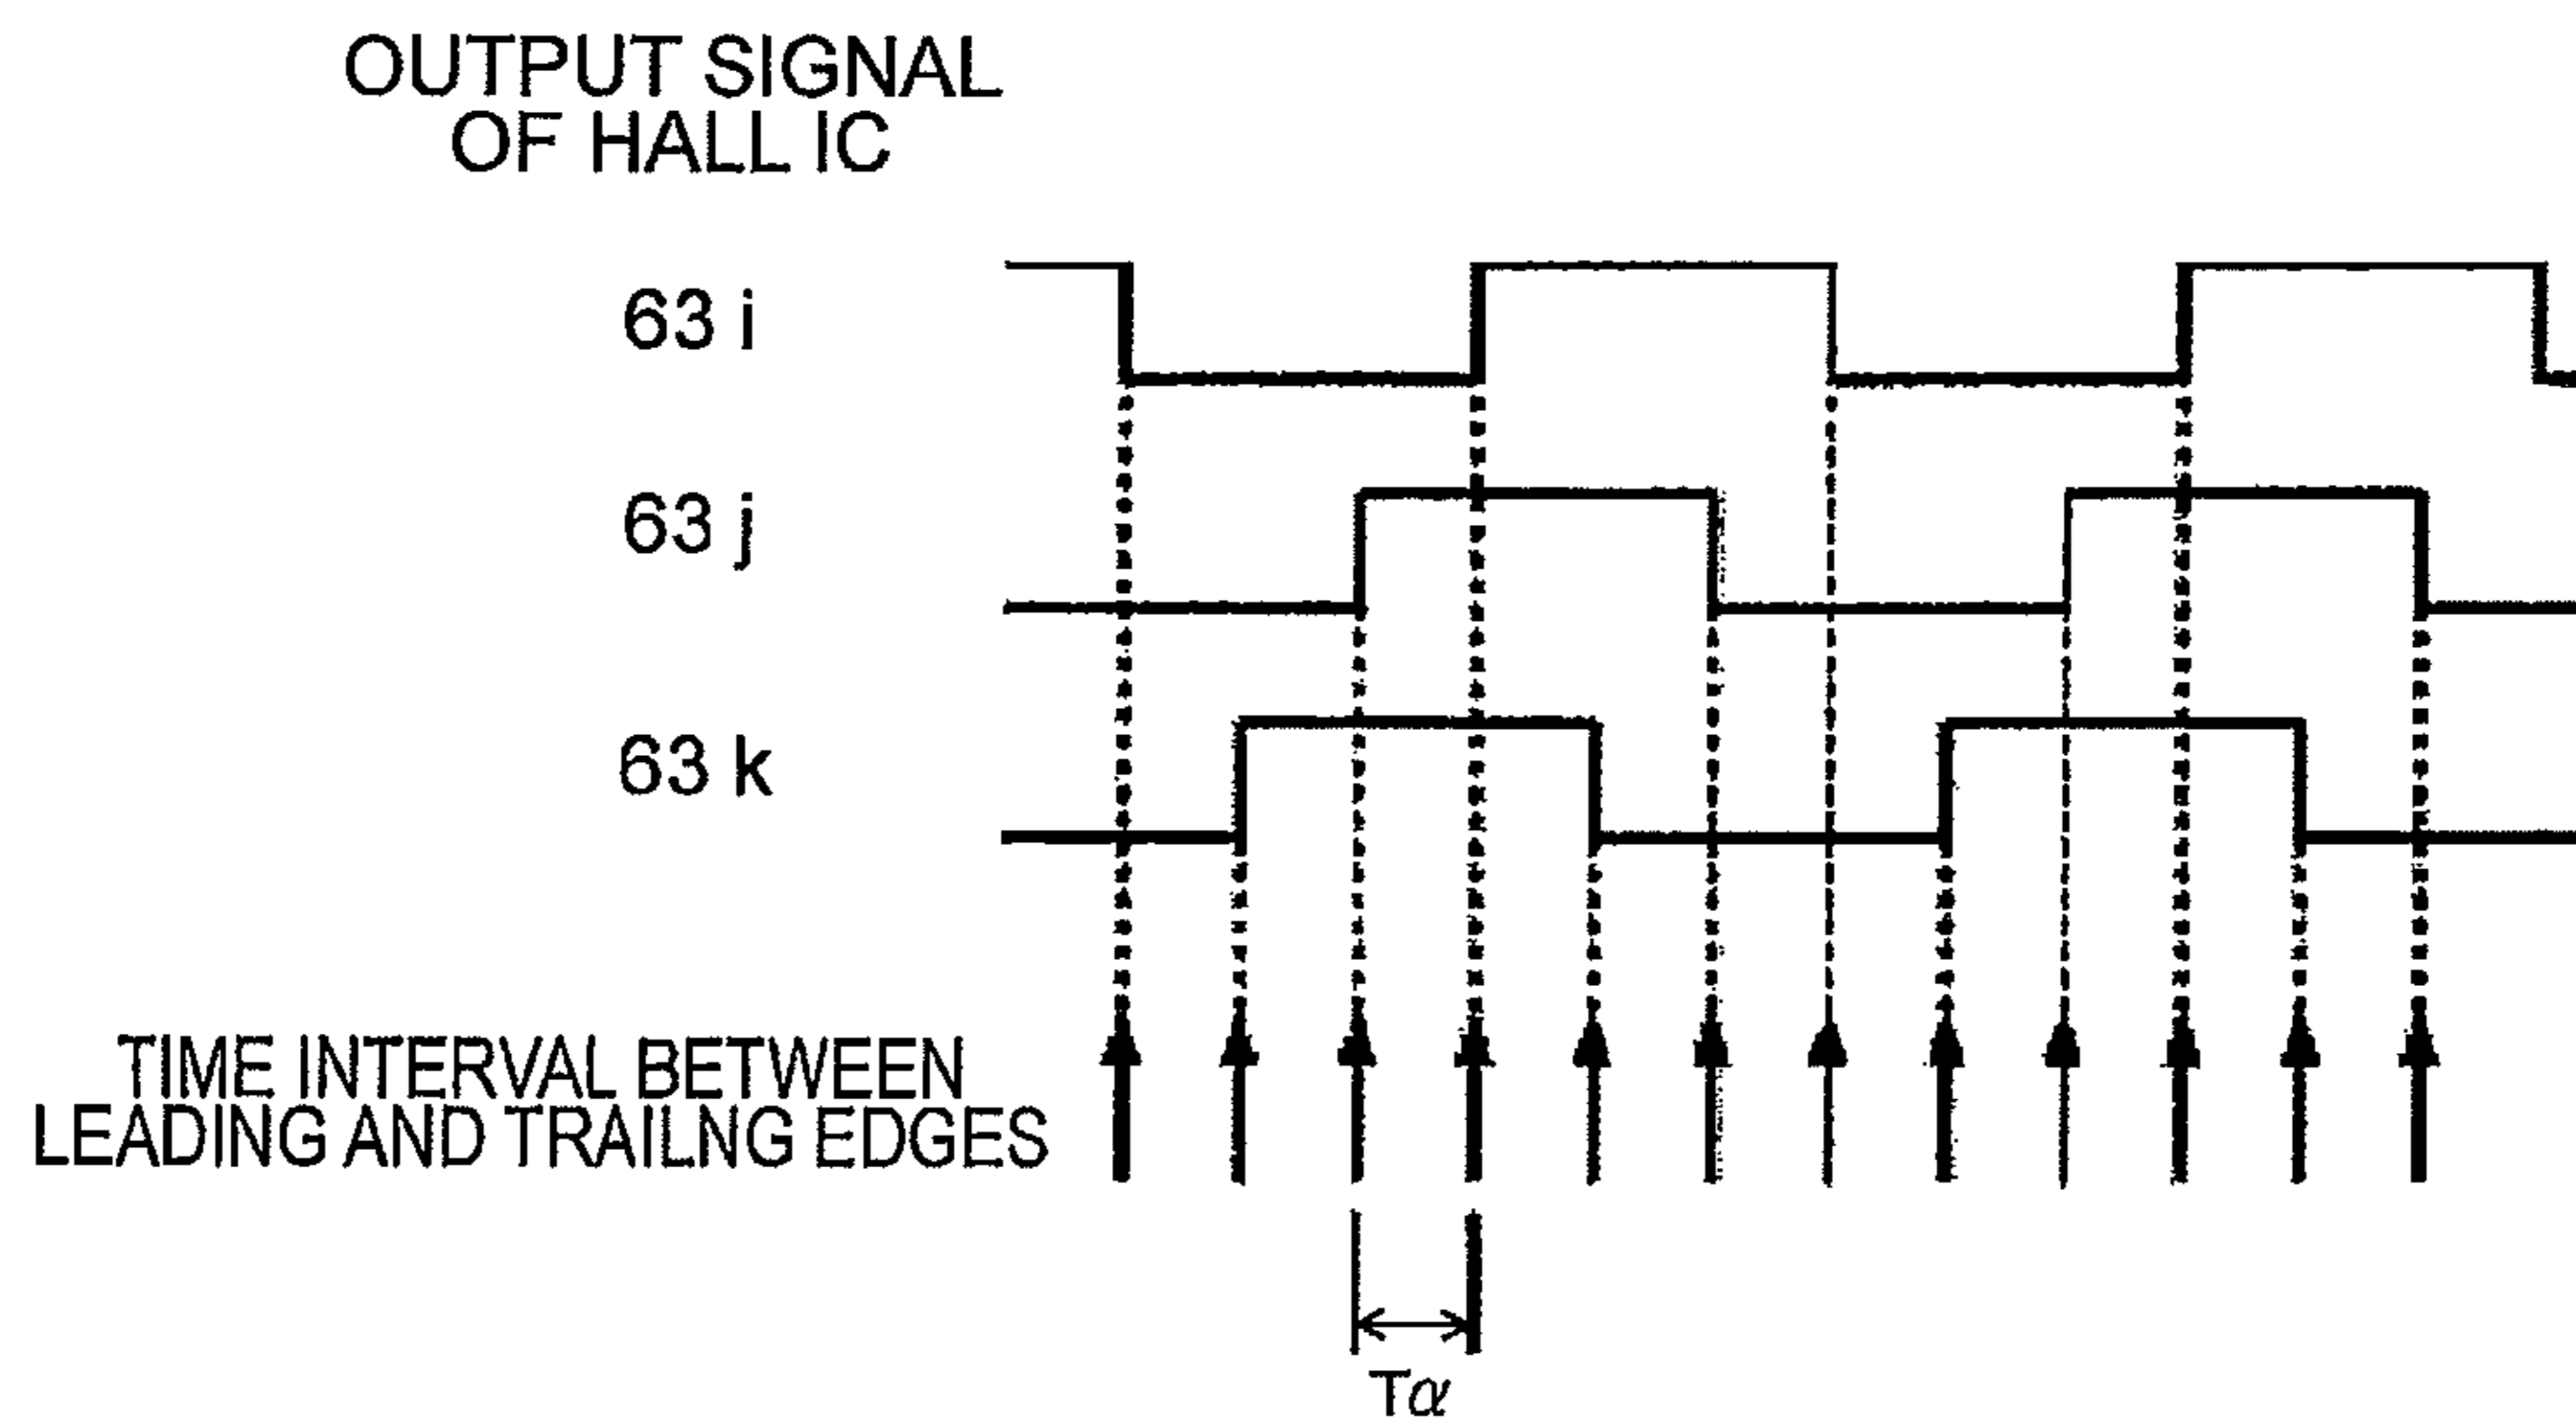 OUTPUT SIGNAL
OF HALL IC
63 i
63 j
63 k
TIME INTERVAL BETWEEN
LEADING AND TRAILNG EDGES
Tα